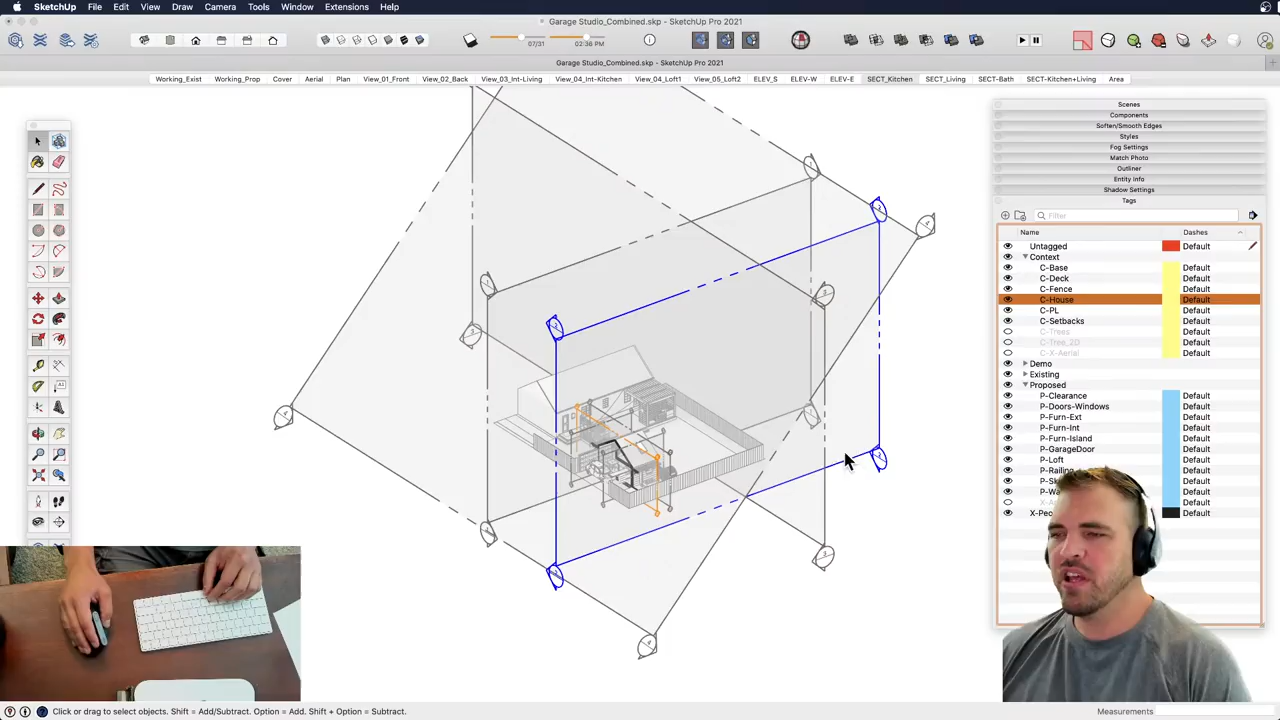 SketchUp File Edit View Draw Camera Tools Window Extensions Help
Garage Studio_Combined.skp - SketchUp Pro 2021
07/31 02:36 PM
Garage Studio_Combined.skp - SketchUp Pro 2021
Working_Exist Working_Prop Cover Aerial Plan View_01_Front View_02_Back View_03_Int-Living View_04_Int-Kitchen View_04_Loft1 View_05_Loft2 ELEV_S ELEV-W ELEV-E SECT_Kitchen SECT_Living SECT-Bath SECT-Kitchen+Living Area
Scenes
Components
Soften/Smooth Edges
Styles
Fog Settings
Match Photo
Outliner
Entity Info
Shadow Settings
Tags
Filter
Name Dashes
Untagged Default
Context
C-Base Default
C-Deck Default
C-Fence Default
C-House Default
C-PL Default
C-Setbacks Default
C-Trees Default
C-Tree_2D Default
C-X-Aerial Default
Demo
Existing
Proposed
P-Clearance Default
P-Doors-Windows Default
P-Furn-Ext Default
P-Furn-Int Default
P-Furn-Island Default
P-GarageDoor Default
P-Loft Default
P-Railing Default
Default
Default
Default
Default
Click or drag to select objects. Shift = Add/Subtract. Option = Add. Shift + Option = Subtract.
Measurements